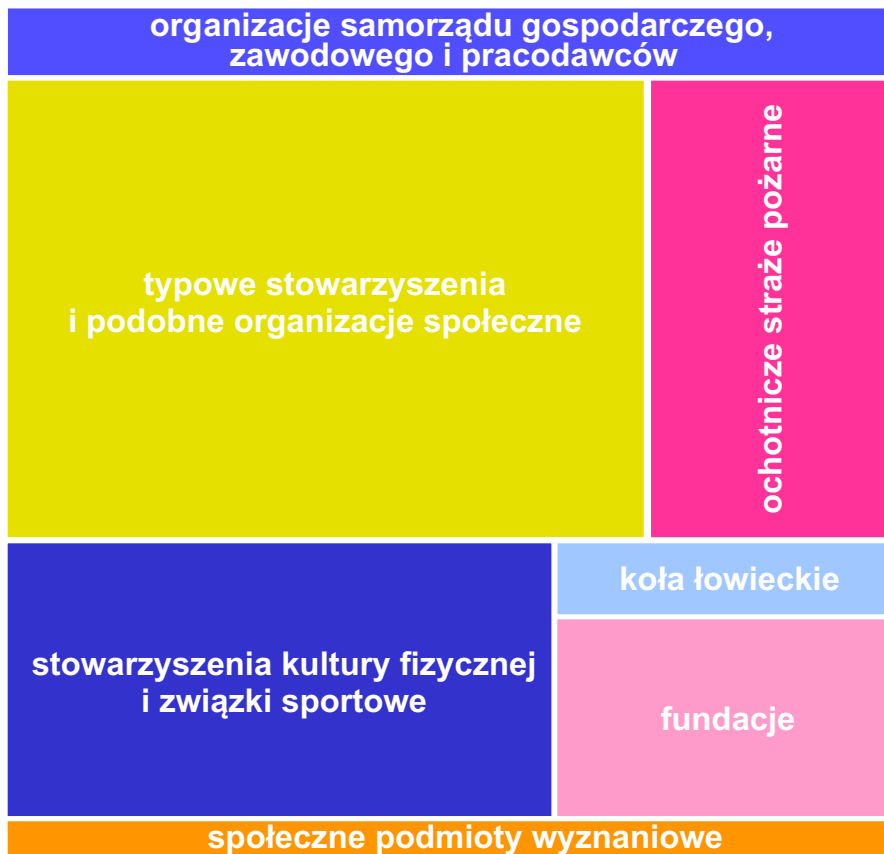 organizacje samorządu gospodarczego,
zawodowego i pracodawców
typowe stowarzyszenia
i podobne organizacje społeczne
ochotnicze straże pożarne
stowarzyszenia kultury fizycznej
i związki sportowe
koła łowieckie
fundacje
społeczne podmioty wyznaniowe